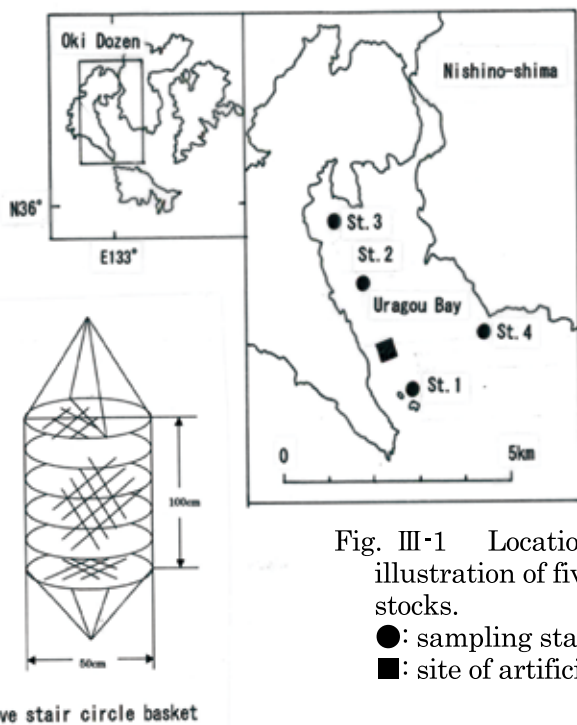 Oki Dozen
N36°
E133°
Nishino-shima
St. 3
St. 2
Uragou Bay
St. 4
St. 1
0 5km
100cm
50cm
ve stair circle basket
Fig. Ⅲ-1 Locatio
illustration of fiv
stocks.
●: sampling sta
■: site of artifici